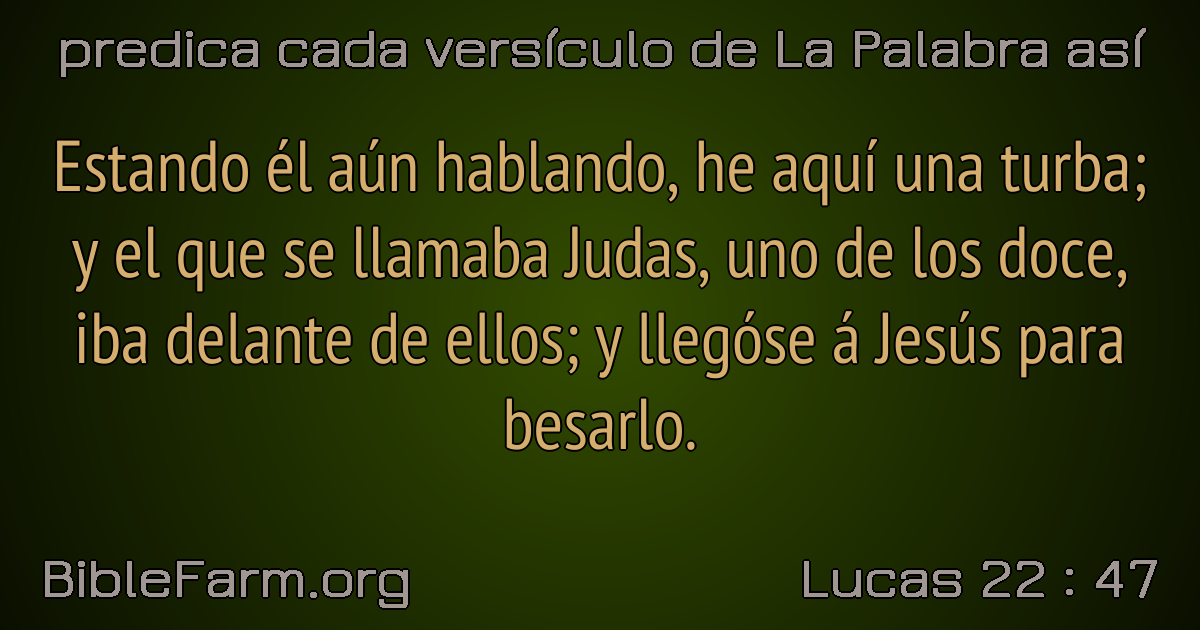 predica cada versículo de La Palabra así
Estando él aún hablando, he aquí una turba;
y el que se llamaba Judas, uno de los doce,
iba delante de ellos; y llegóse á Jesús para
besarlo.
BibleFarm.org
Lucas 22 : 47